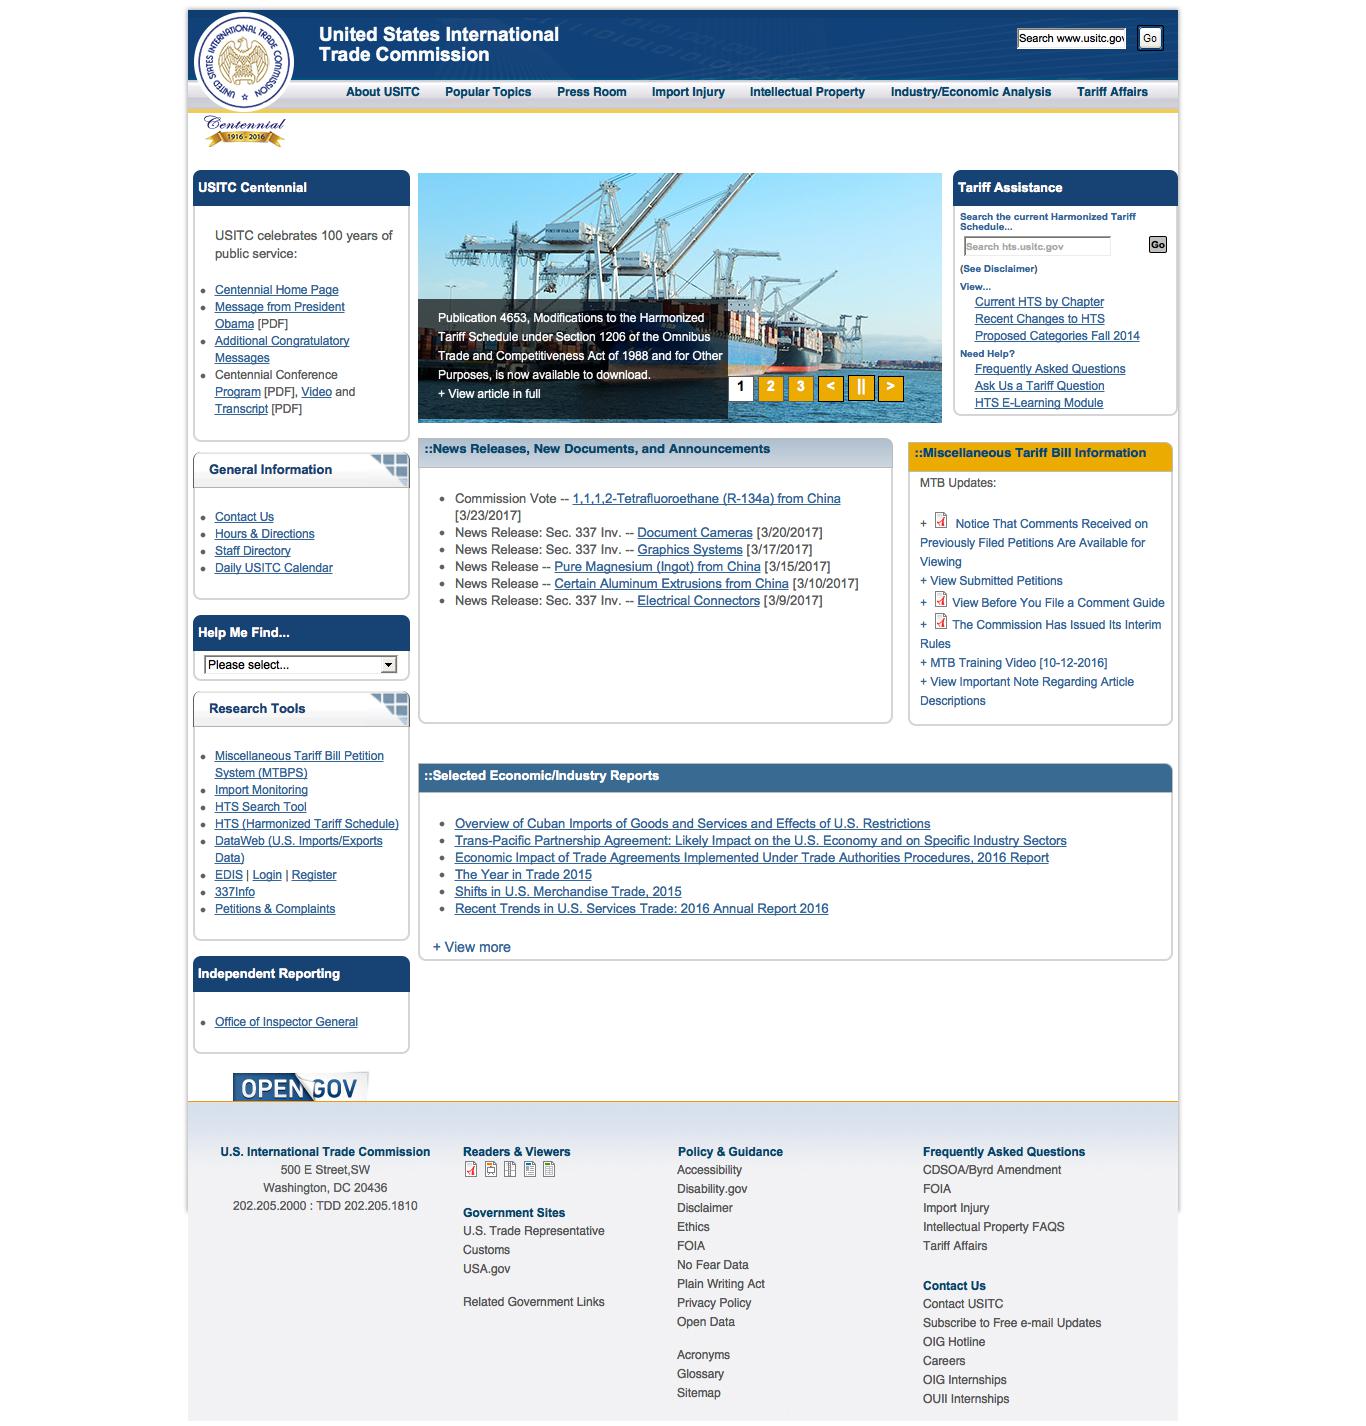 United States International
Trade Commission
UNITED STATES INTERNATIONAL TRADE COMMISSION
Search www.usitc.gov
Go
About USITC
Popular Topics
Press Room
Import Injury
Intellectual Property
Industry/Economic Analysis
Tariff Affairs
Centennial
1916 - 2016
USITC Centennial
USITC celebrates 100 years of
public service:
Centennial Home Page
Message from President
Obama [PDF]
Additional Congratulatory
Messages
Centennial Conference
Program [PDF], Video and
Transcript [PDF]
General Information
Contact Us
Hours & Directions
Staff Directory
Daily USITC Calendar
Help Me Find...
Please select...
Research Tools
Miscellaneous Tariff Bill Petition
System (MTBPS)
Import Monitoring
HTS Search Tool
HTS (Harmonized Tariff Schedule)
DataWeb (U.S. Imports/Exports
Data)
EDIS | Login | Register
337Info
Petitions & Complaints
Independent Reporting
Office of Inspector General
OPEN GOV
Publication 4653, Modifications to the Harmonized
Tariff Schedule under Section 1206 of the Omnibus
Trade and Competitiveness Act of 1988 and for Other
Purposes, is now available to download.
+ View article in full
1 2 3 < || >
Tariff Assistance
Search the current Harmonized Tariff
Schedule...
Search hts.usitc.gov
Go
(See Disclaimer)
View...
Current HTS by Chapter
Recent Changes to HTS
Proposed Categories Fall 2014
Need Help?
Frequently Asked Questions
Ask Us a Tariff Question
HTS E-Learning Module
::News Releases, New Documents, and Announcements
Commission Vote -- 1,1,1,2-Tetrafluoroethane (R-134a) from China
[3/23/2017]
News Release: Sec. 337 Inv. -- Document Cameras [3/20/2017]
News Release: Sec. 337 Inv. -- Graphics Systems [3/17/2017]
News Release -- Pure Magnesium (Ingot) from China [3/15/2017]
News Release -- Certain Aluminum Extrusions from China [3/10/2017]
News Release: Sec. 337 Inv. -- Electrical Connectors [3/9/2017]
::Miscellaneous Tariff Bill Information
MTB Updates:
+ Notice That Comments Received on
Previously Filed Petitions Are Available for
Viewing
+ View Submitted Petitions
+ View Before You File a Comment Guide
+ The Commission Has Issued Its Interim
Rules
+ MTB Training Video [10-12-2016]
+ View Important Note Regarding Article
Descriptions
::Selected Economic/Industry Reports
Overview of Cuban Imports of Goods and Services and Effects of U.S. Restrictions
Trans-Pacific Partnership Agreement: Likely Impact on the U.S. Economy and on Specific Industry Sectors
Economic Impact of Trade Agreements Implemented Under Trade Authorities Procedures, 2016 Report
The Year in Trade 2015
Shifts in U.S. Merchandise Trade, 2015
Recent Trends in U.S. Services Trade: 2016 Annual Report 2016
+ View more
U.S. International Trade Commission
500 E Street,SW
Washington, DC 20436
202.205.2000 : TDD 202.205.1810
Readers & Viewers
Government Sites
U.S. Trade Representative
Customs
USA.gov
Related Government Links
Policy & Guidance
Accessibility
Disability.gov
Disclaimer
Ethics
FOIA
No Fear Data
Plain Writing Act
Privacy Policy
Open Data
Acronyms
Glossary
Sitemap
Frequently Asked Questions
CDSOA/Byrd Amendment
FOIA
Import Injury
Intellectual Property FAQS
Tariff Affairs
Contact Us
Contact USITC
Subscribe to Free e-mail Updates
OIG Hotline
Careers
OIG Internships
OUII Internships